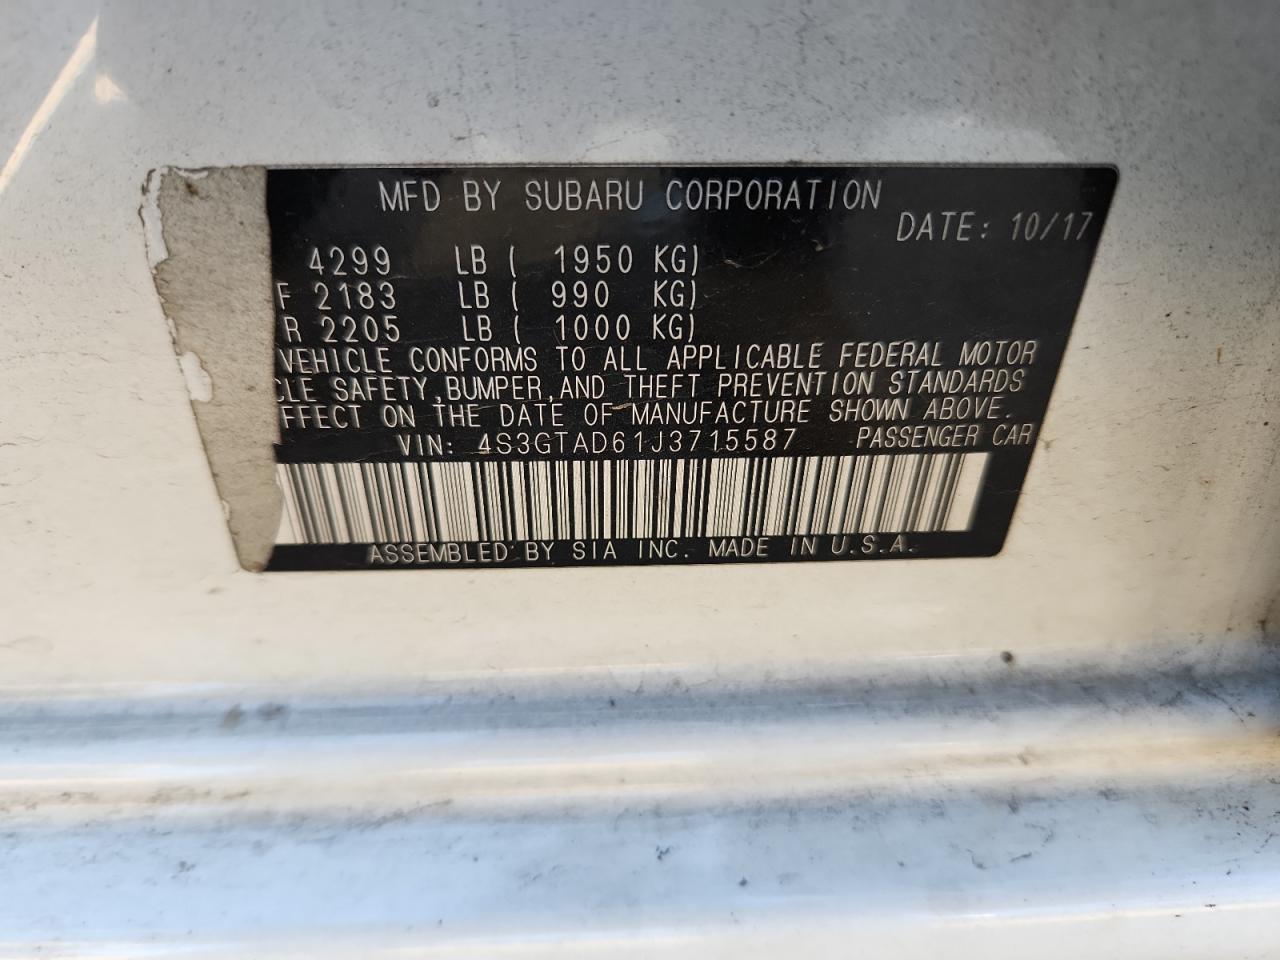 MFD BY SUBARU CORPORATION
DATE: 10/17
4299 LB ( 1950 KG)
F 2183 LB ( 990 KG)
R 2205 LB ( 1000 KG)
VEHICLE CONFORMS TO ALL APPLICABLE FEDERAL MOTOR
CLE SAFETY,BUMPER,AND THEFT PREVENTION STANDARDS
FFECT ON THE DATE OF MANUFACTURE SHOWN ABOVE.
VIN: 4S3GTAD61J3715587 PASSENGER CAR
ASSEMBLED BY SIA INC. MADE IN U.S.A.